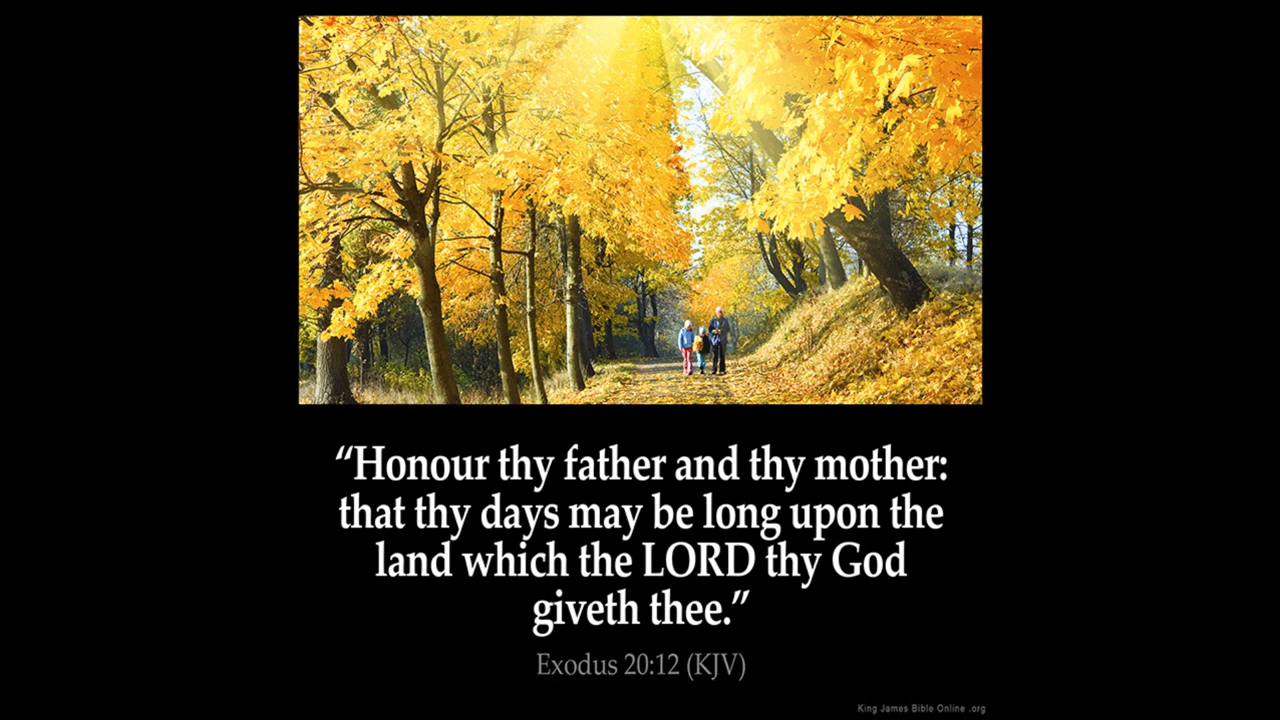 “Honour thy father and thy mother:
that thy days may be long upon the
land which the LORD thy God
giveth thee.”
Exodus 20:12 (KJV)
King James Bible Online .org